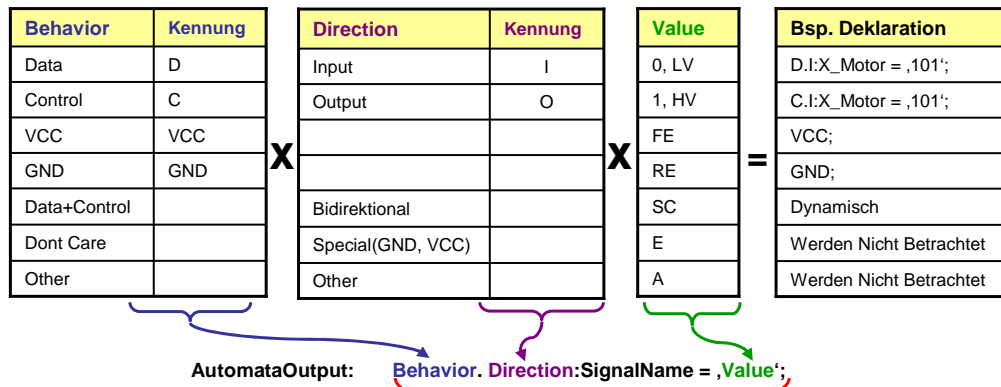 Behavior Kennung Direction Kennung Value Bsp. Deklaration
Data D Input I 0, LV D.I:X_Motor = ‚101‘;
Control C Output O 1, HV C.I:X_Motor = ‚101‘;
VCC VCC FE VCC;
GND GND RE GND;
X X =
Data+Control Bidirektional SC Dynamisch
Dont Care Special(GND, VCC) E Werden Nicht Betrachtet
Other Other A Werden Nicht Betrachtet
AutomataOutput: Behavior. Direction:SignalName = ‚Value‘;